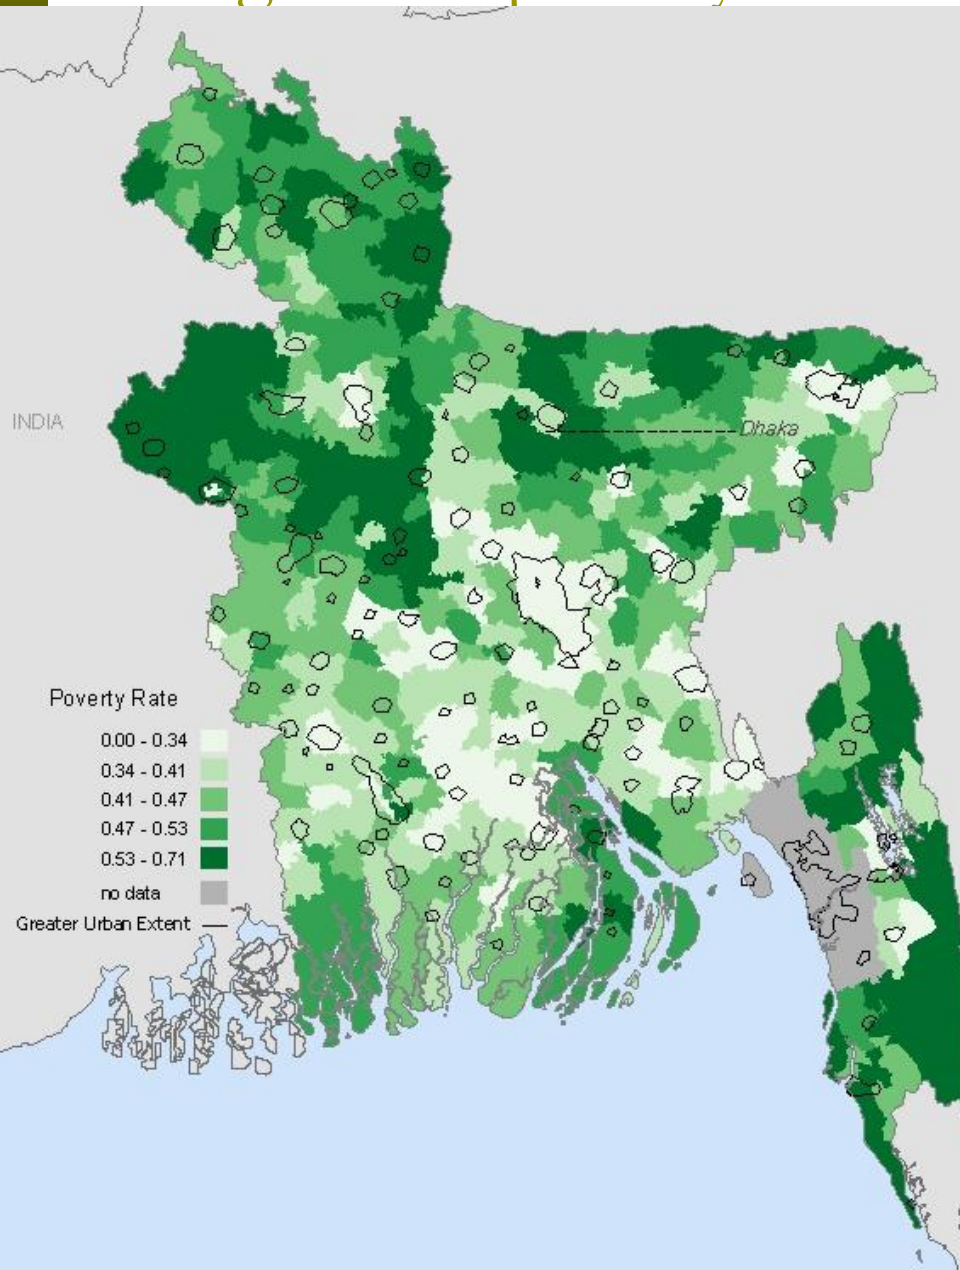 INDIA
Dhaka
Poverty Rate
0.00 - 0.34
0.34 - 0.41
0.41 - 0.47
0.47 - 0.53
0.53 - 0.71
no data
Greater Urban Extent